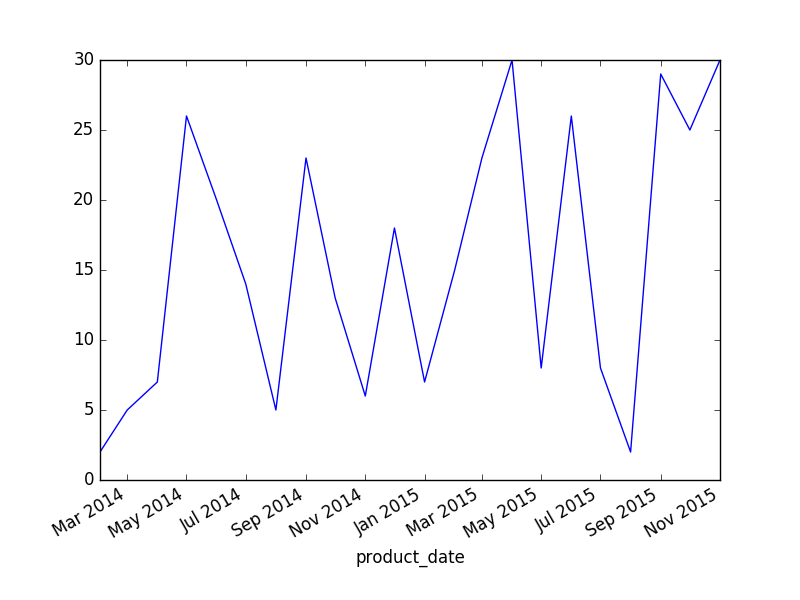 30
25
20
15
10
5
0
Mar 2014
May 2014
Jul 2014
Sep 2014
Nov 2014
Jan 2015
Mar 2015
May 2015
Jul 2015
Sep 2015
Nov 2015
product_date